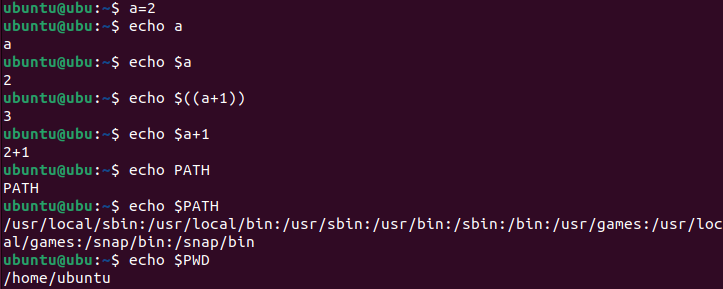 ubuntu@ubu:~$ a=2
ubuntu@ubu:~$ echo a
a
ubuntu@ubu:~$ echo $a
2
ubuntu@ubu:~$ echo $((a+1))
3
ubuntu@ubu:~$ echo $a+1
2+1
ubuntu@ubu:~$ echo PATH
PATH
ubuntu@ubu:~$ echo $PATH
/usr/local/sbin:/usr/local/bin:/usr/sbin:/usr/bin:/sbin:/bin:/usr/games:/usr/loc
al/games:/snap/bin:/snap/bin
ubuntu@ubu:~$ echo $PWD
/home/ubuntu